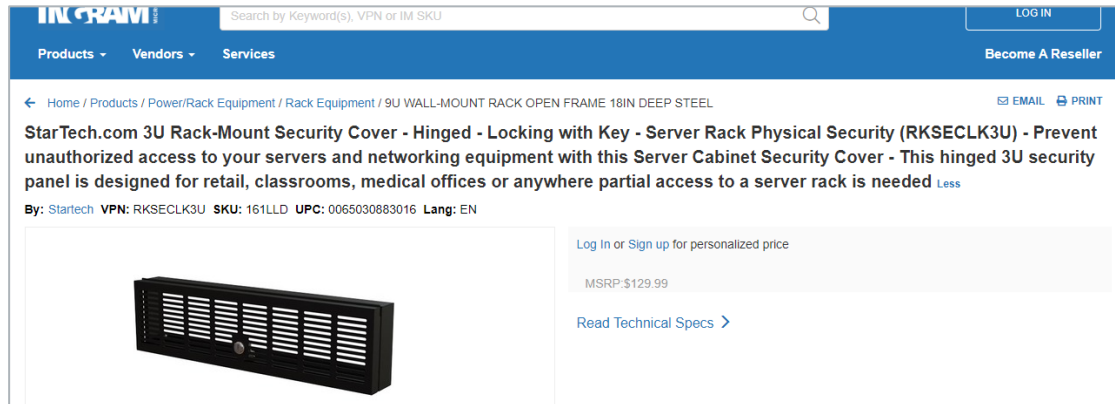 INGRAM MICRO
Search by Keyword(s), VPN or IM SKU
LOG IN
Products Vendors Services
Become A Reseller
Home / Products / Power/Rack Equipment / Rack Equipment / 9U WALL-MOUNT RACK OPEN FRAME 18IN DEEP STEEL
EMAIL PRINT
StarTech.com 3U Rack-Mount Security Cover - Hinged - Locking with Key - Server Rack Physical Security (RKSECLK3U) - Prevent
unauthorized access to your servers and networking equipment with this Server Cabinet Security Cover - This hinged 3U security
panel is designed for retail, classrooms, medical offices or anywhere partial access to a server rack is needed Less
By: Startech VPN: RKSECLK3U SKU: 161LLD UPC: 0065030883016 Lang: EN
Log In or Sign up for personalized price
MSRP:$129.99
Read Technical Specs